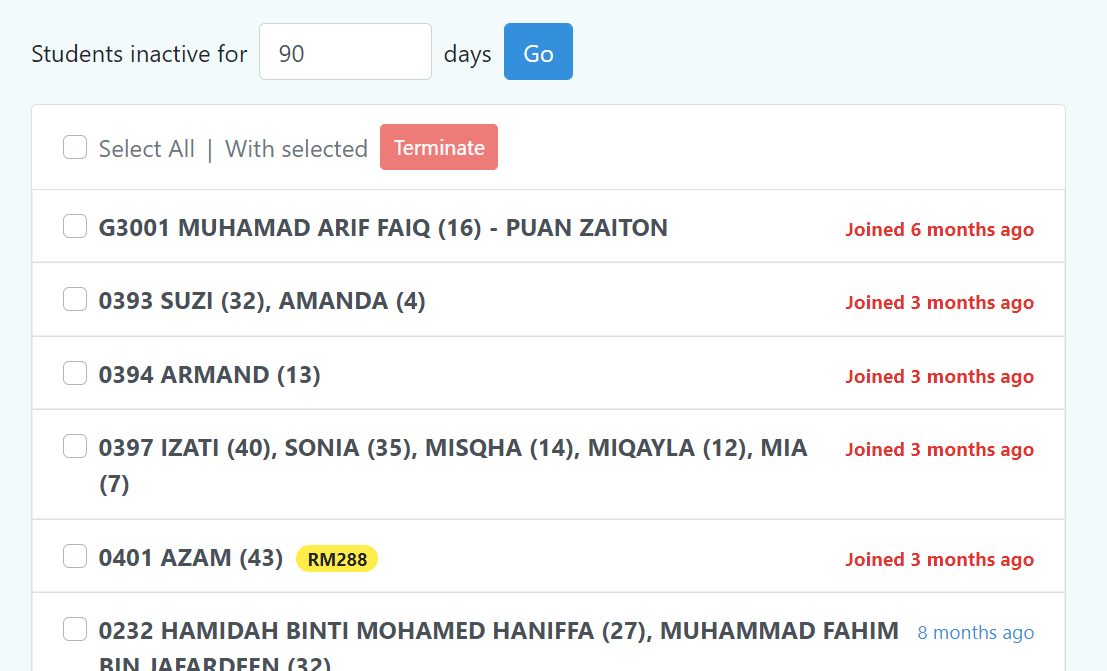 Students inactive for 90 days Go
Select All | With selected Terminate
G3001 MUHAMAD ARIF FAIQ (16) - PUAN ZAITON Joined 6 months ago
0393 SUZI (32), AMANDA (4) Joined 3 months ago
0394 ARMAND (13) Joined 3 months ago
0397 IZATI (40), SONIA (35), MISQHA (14), MIQAYLA (12), MIA Joined 3 months ago
(7)
0401 AZAM (43) RM288 Joined 3 months ago
0232 HAMIDAH BINTI MOHAMED HANIFFA (27), MUHAMMAD FAHIM 8 months ago
BIN JAFARDEEN (32)